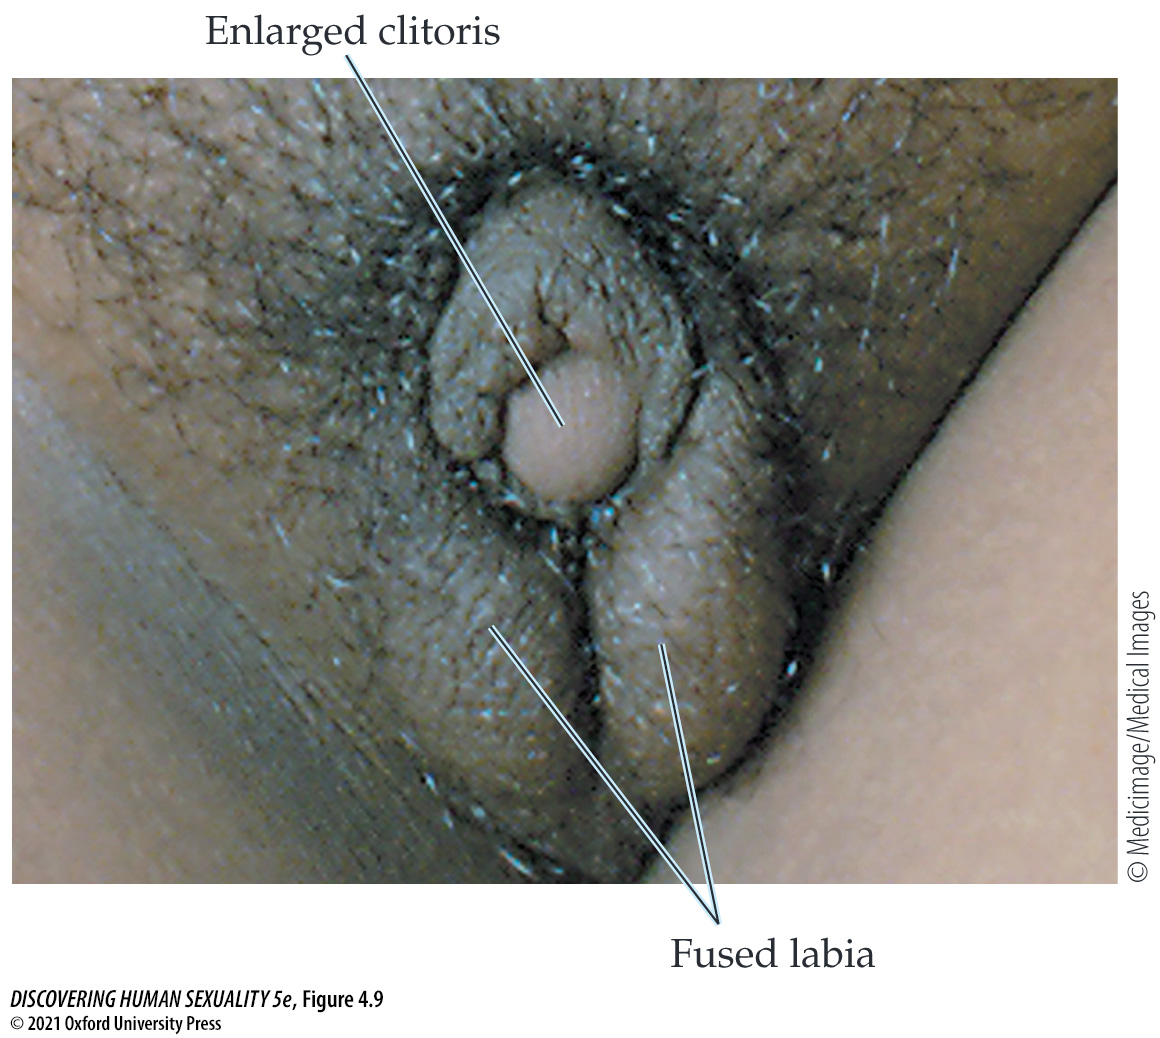 Enlarged clitoris
© Medicimage/Medical Images
Fused labia
DISCOVERING HUMAN SEXUALITY 5e, Figure 4.9
© 2021 Oxford University Press